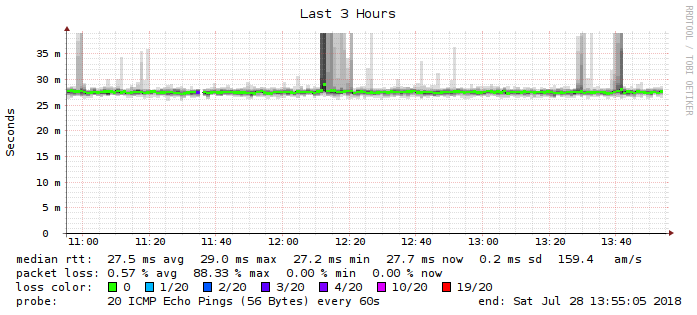 Last 3 Hours
RRDTOOL / TOBI OETIKER
Seconds
35 m
30 m
25 m
20 m
15 m
10 m
5 m
0
11:00 11:20 11:40 12:00 12:20 12:40 13:00 13:20 13:40
median rtt: 27.5 ms avg 29.0 ms max 27.2 ms min 27.7 ms now 0.2 ms sd 159.4 am/s
packet loss: 0.57 % avg 88.33 % max 0.00 % min 0.00 % now
loss color: 0 1/20 2/20 3/20 4/20 10/20 19/20
probe: 20 ICMP Echo Pings (56 Bytes) every 60s end: Sat Jul 28 13:55:05 2018